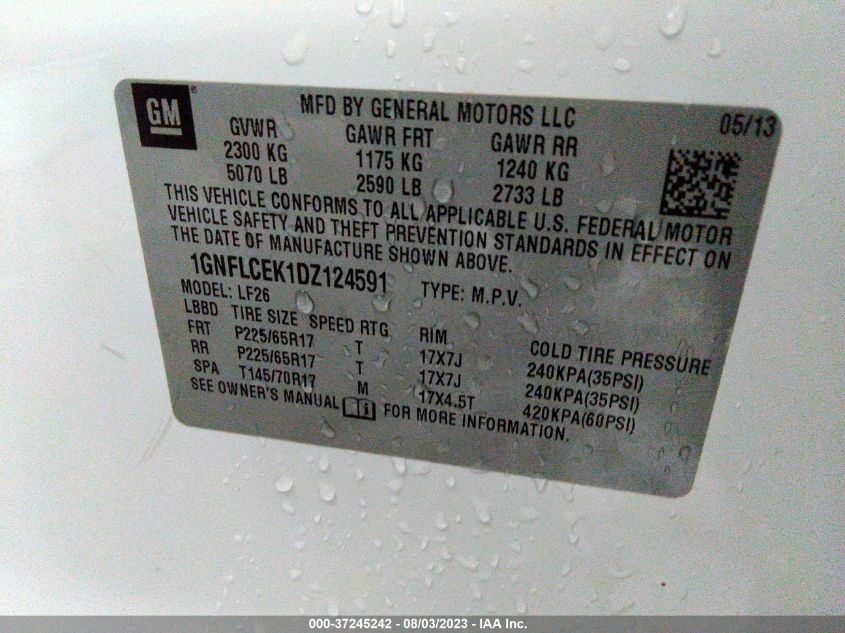 GM
MFD BY GENERAL MOTORS LLC 05/13
GVWR GAWR FRT GAWR RR
2300 KG 1175 KG 1240 KG
5070 LB 2590 LB 2733 LB
THIS VEHICLE CONFORMS TO ALL APPLICABLE U.S. FEDERAL MOTOR
VEHICLE SAFETY AND THEFT PREVENTION STANDARDS IN EFFECT ON
THE DATE OF MANUFACTURE SHOWN ABOVE.
1GNFLCEK1DZ124591 TYPE: M.P.V.
MODEL: LF26
LBBD TIRE SIZE SPEED RTG RIM COLD TIRE PRESSURE
FRT P225/65R17 T 17X7J 240KPA(35PSI)
RR P225/65R17 T 17X7J 240KPA(35PSI)
SPA T145/70R17 M 17X4.5T 420KPA(60PSI)
SEE OWNER'S MANUAL FOR MORE INFORMATION.
000-37245242 - 08/03/2023 - IAA Inc.